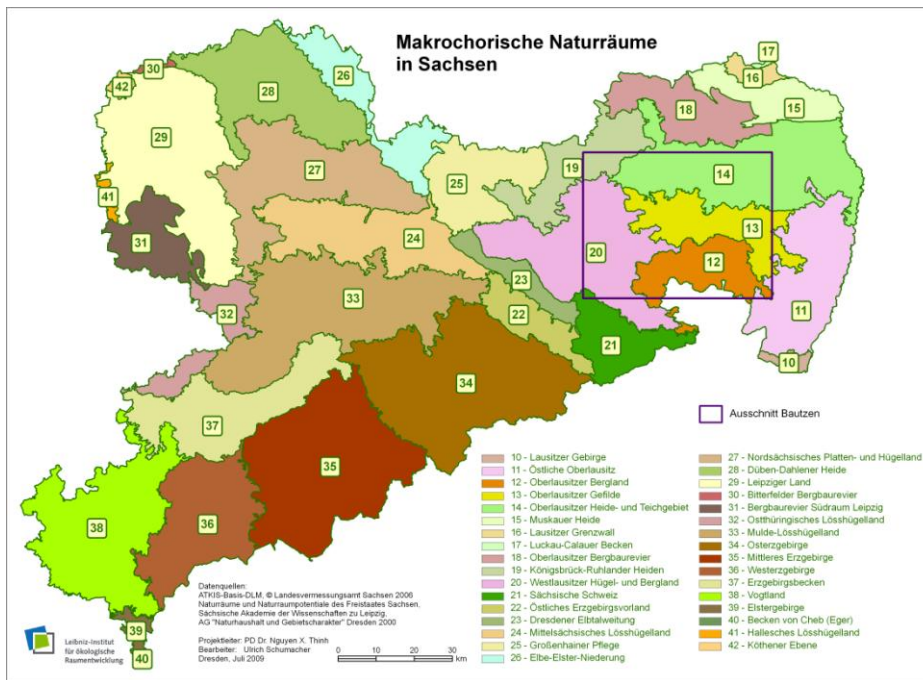 Makrochorische Naturräume
in Sachsen
17
30
26
42
16
28
18
15
29
19
27
14
25
41
13
31
24
20
12
23
32
33
22
11
21
10
34
37
Ausschnitt Bautzen
35
38
36
39
40
10 - Lausitzer Gebirge
11 - Östliche Oberlausitz
12 - Oberlausitzer Bergland
13 - Oberlausitzer Gefilde
14 - Oberlausitzer Heide- und Teichgebiet
15 - Muskauer Heide
16 - Lausitzer Grenzwall
17 - Luckau-Calauer Becken
18 - Oberlausitzer Bergbaurevier
19 - Königsbrück-Ruhlander Heiden
20 - Westlausitzer Hügel- und Bergland
21 - Sächsische Schweiz
22 - Östliches Erzgebirgsvorland
23 - Dresdener Elbtalweitung
24 - Mittelsächsisches Lösshügelland
25 - Großenhainer Pflege
26 - Elbe-Elster-Niederung
27 - Nordsächsisches Platten- und Hügelland
28 - Düben-Dahlener Heide
29 - Leipziger Land
30 - Bitterfelder Bergbaurevier
31 - Bergbaurevier Südraum Leipzig
32 - Ostthüringisches Lösshügelland
33 - Mulde-Lösshügelland
34 - Osterzgebirge
35 - Mittleres Erzgebirge
36 - Westerzgebirge
37 - Erzgebirgsbecken
38 - Vogtland
39 - Elstergebirge
40 - Becken von Cheb (Eger)
41 - Hallesches Lösshügelland
42 - Köthener Ebene
Datenquellen:
ATKIS-Basis-DLM, © Landesvermessungsamt Sachsen 2006
Naturräume und Naturraumpotentiale des Freistaates Sachsen,
Sächsische Akademie der Wissenschaften zu Leipzig,
AG "Naturhaushalt und Gebietscharakter" Dresden 2000
Projektleiter: PD Dr. Nguyen X. Thinh
Bearbeiter: Ulrich Schumacher
Dresden, Juli 2009
0 10 20 30
km
Leibniz-Institut
für ökologische
Raumentwicklung